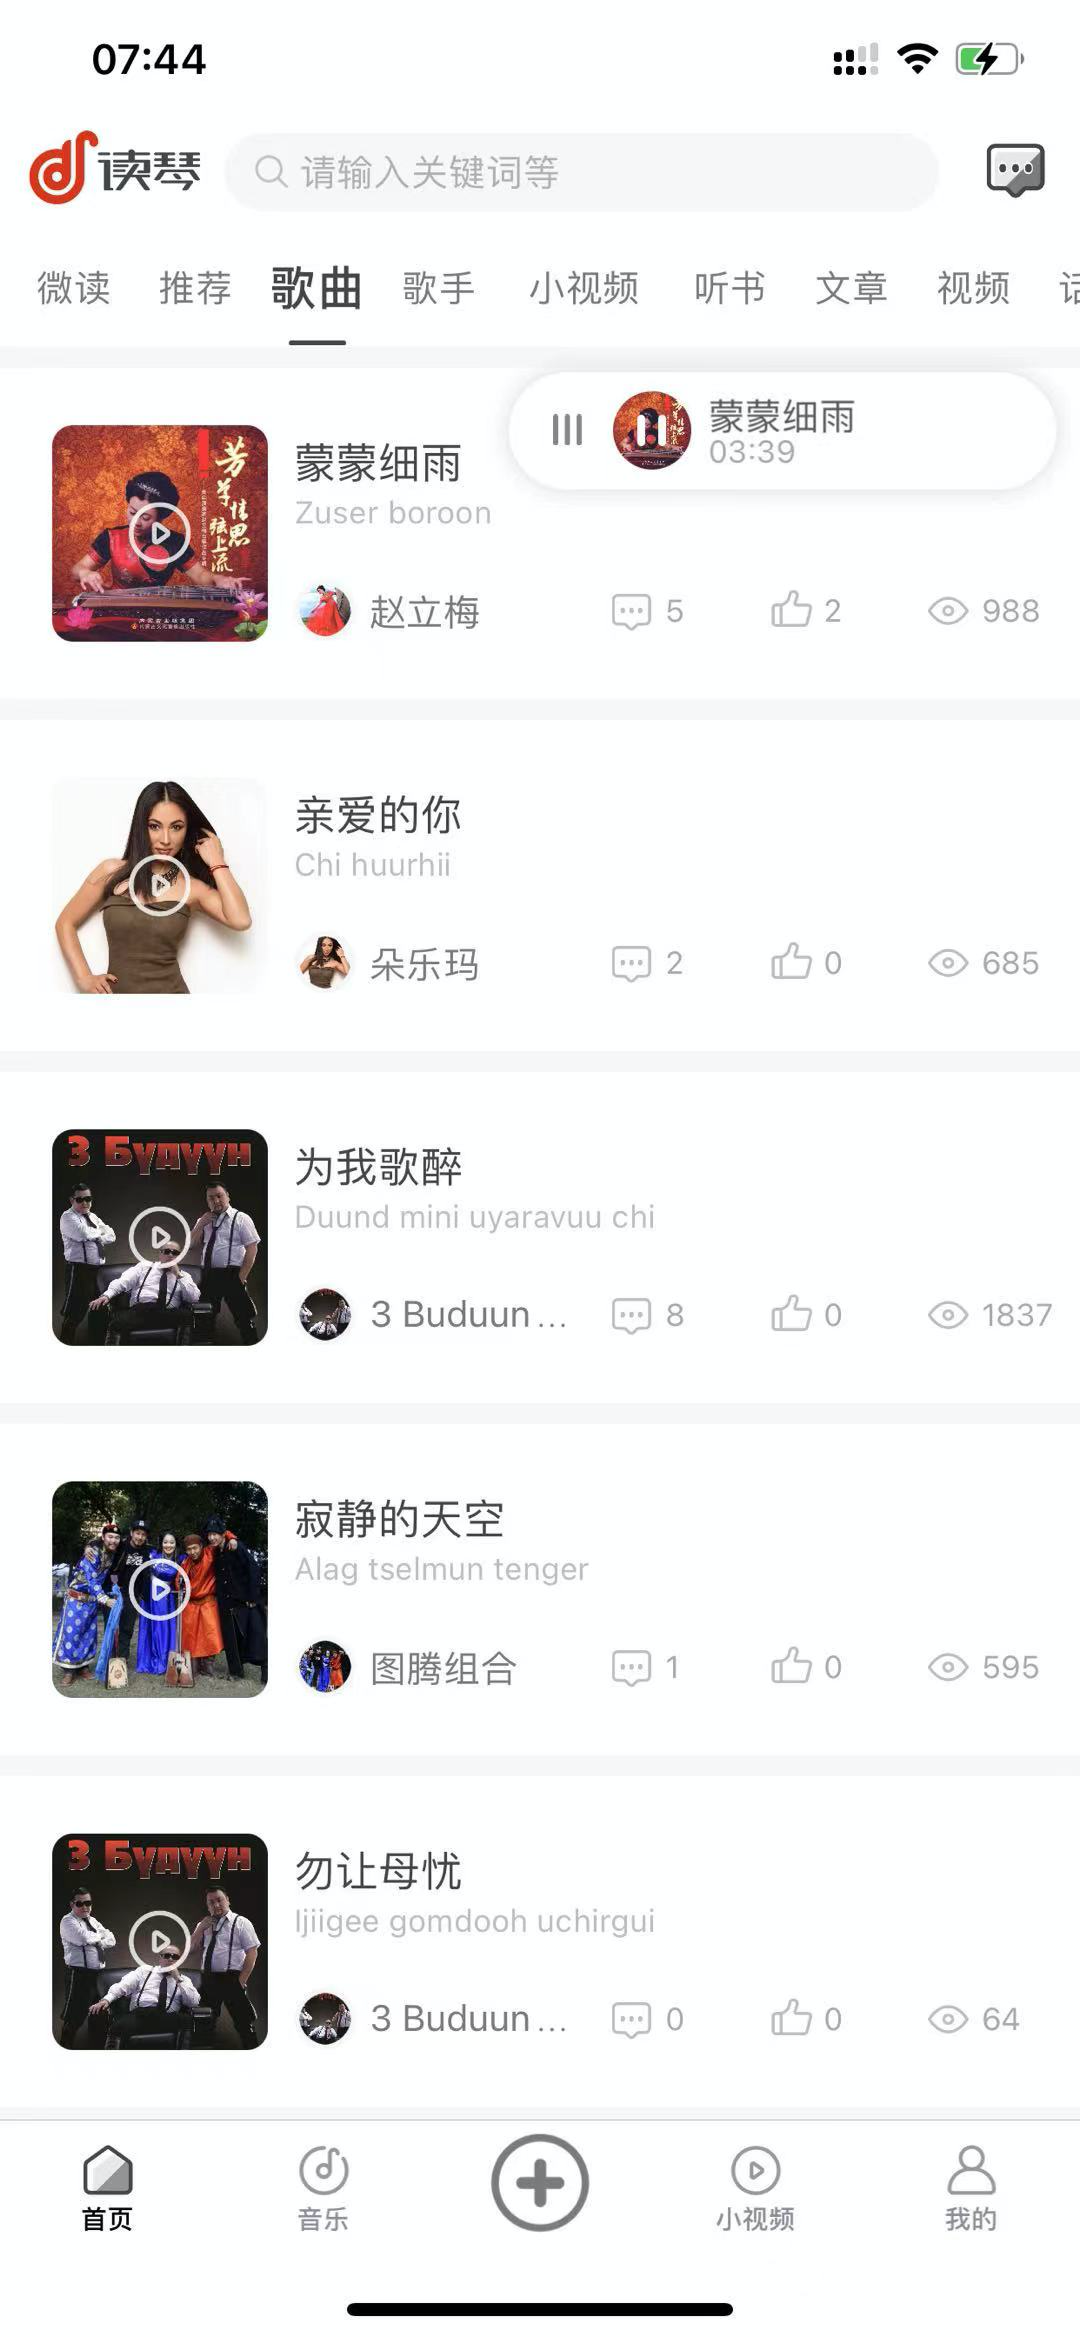 07:44
读琴
请输入关键词等
微读 推荐 歌曲 歌手 小视频 听书 文章 视频
蒙蒙细雨
03:39
芳草情思
弦上流
蒙蒙细雨
Zuser boroon
赵立梅 5 2 988
亲爱的你
Chi huurhii
朵乐玛 2 0 685
3 Бүдүүн
为我歌醉
Duund mini uyaravuu chi
3 Buduun... 8 0 1837
寂静的天空
Alag tselmun tenger
图腾组合 1 0 595
3 Бүдүүн
勿让母忧
Ijiigee gomdooh uchirgui
3 Buduun... 0 0 64
首页 音乐 小视频 我的